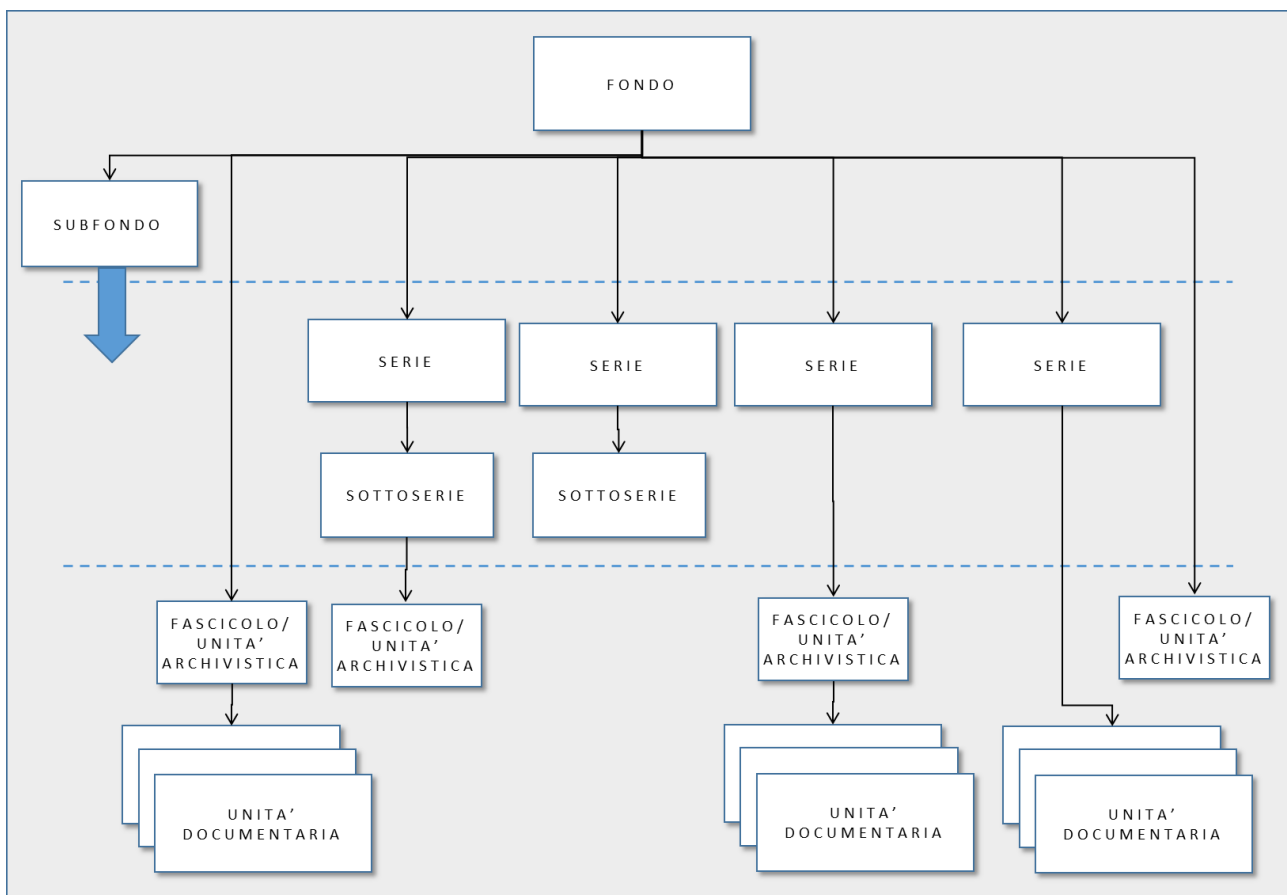 FONDO
SUBFONDO
SERIE
SERIE
SERIE
SERIE
SOTTOSERIE
SOTTOSERIE
FASCICOLO/
UNITA’
ARCHIVISTICA
FASCICOLO/
UNITA’
ARCHIVISTICA
FASCICOLO/
UNITA’
ARCHIVISTICA
FASCICOLO/
UNITA’
ARCHIVISTICA
UNITA’
DOCUMENTARIA
UNITA’
DOCUMENTARIA
UNITA’
DOCUMENTARIA